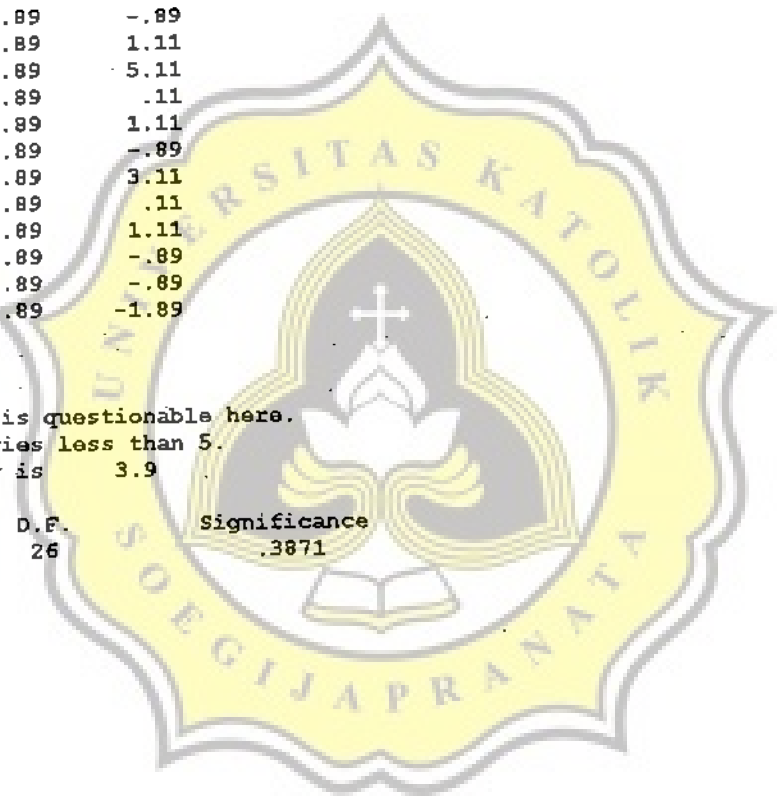 .89 -.89
.89 1.11
.89 5.11
.89 .11
.89 1.11
.89 -.89
.89 3.11
.89 .11
.89 1.11
.89 -.89
.89 -.89
.89 -1.89
is questionable here.
ries less than 5.
is 3.9
D.F. Significance
26 .3871
UNIVERSITAS KATOLIK
SOEGIJAPRANATA